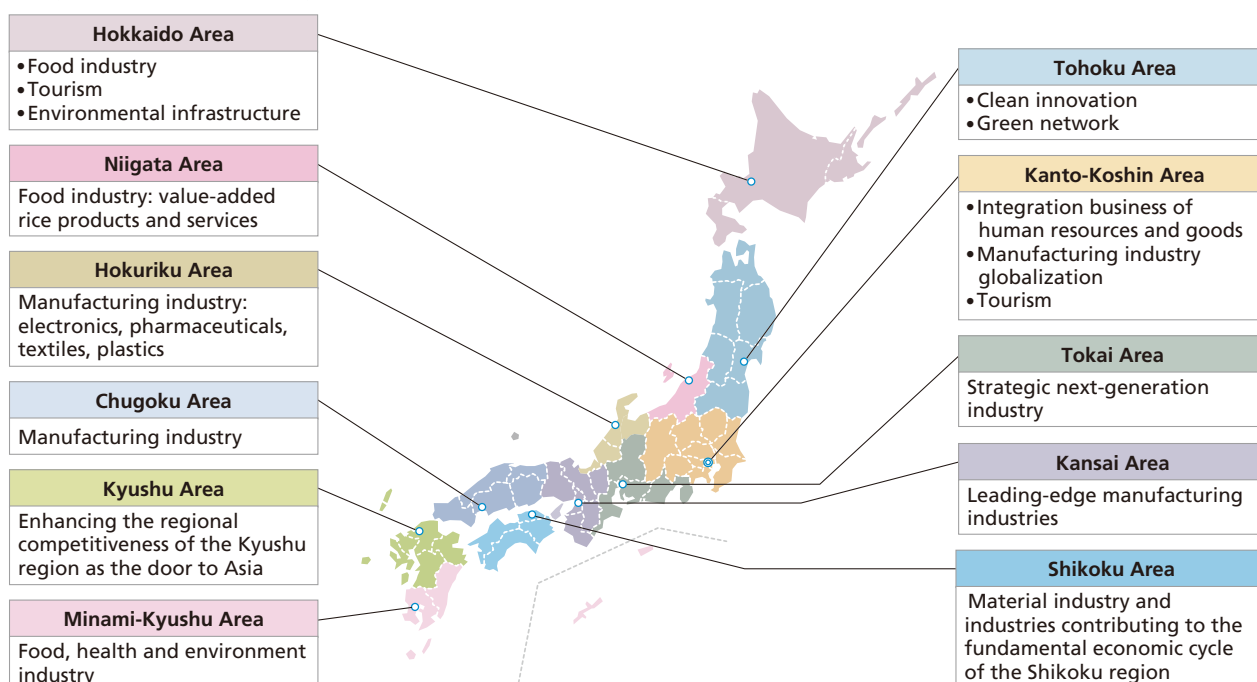 Hokkaido Area
•Food industry
•Tourism
•Environmental infrastructure
Niigata Area
Food industry: value-added
rice products and services
Hokuriku Area
Manufacturing industry:
electronics, pharmaceuticals,
textiles, plastics
Chugoku Area
Manufacturing industry
Kyushu Area
Enhancing the regional
competitiveness of the Kyushu
region as the door to Asia
Minami-Kyushu Area
Food, health and environment
industry
Tohoku Area
•Clean innovation
•Green network
Kanto-Koshin Area
•Integration business of
human resources and goods
•Manufacturing industry
globalization
•Tourism
Tokai Area
Strategic next-generation
industry
Kansai Area
Leading-edge manufacturing
industries
Shikoku Area
Material industry and
industries contributing to the
fundamental economic cycle
of the Shikoku region